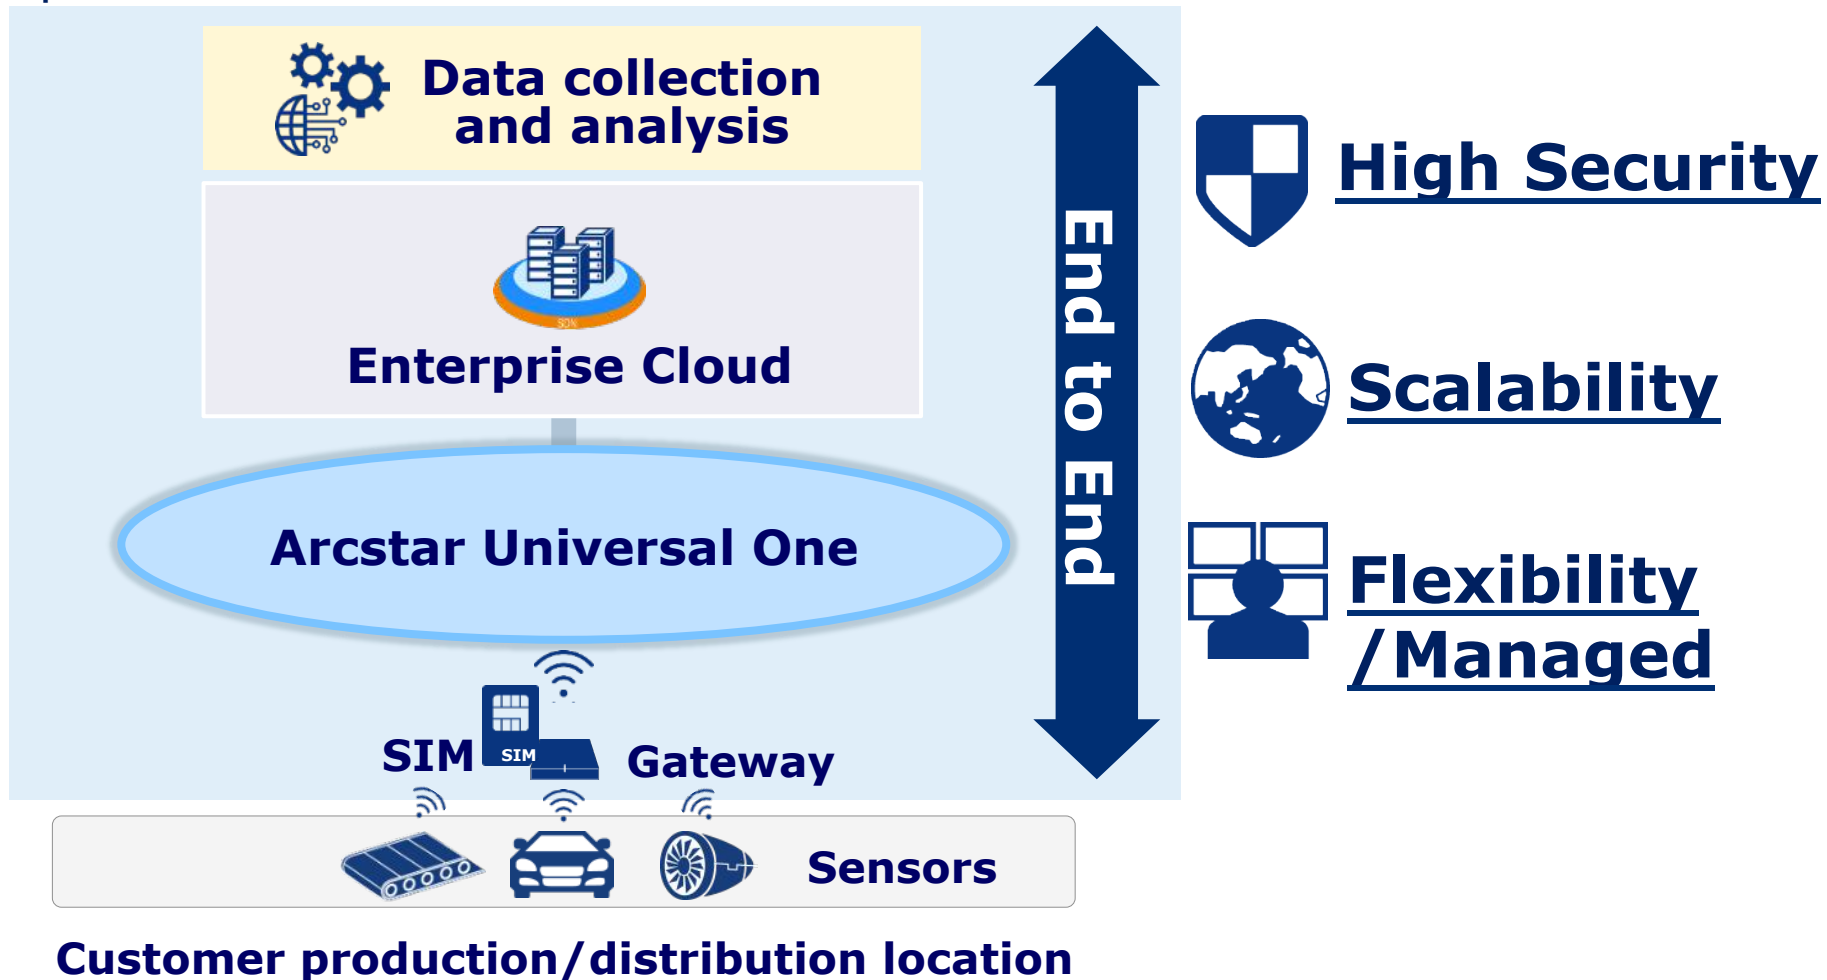 Data collection
and analysis
Enterprise Cloud
SDN
Arcstar Universal One
SIM
SIM
Gateway
Sensors
Customer production/distribution location
End to End
High Security
Scalability
Flexibility
/Managed